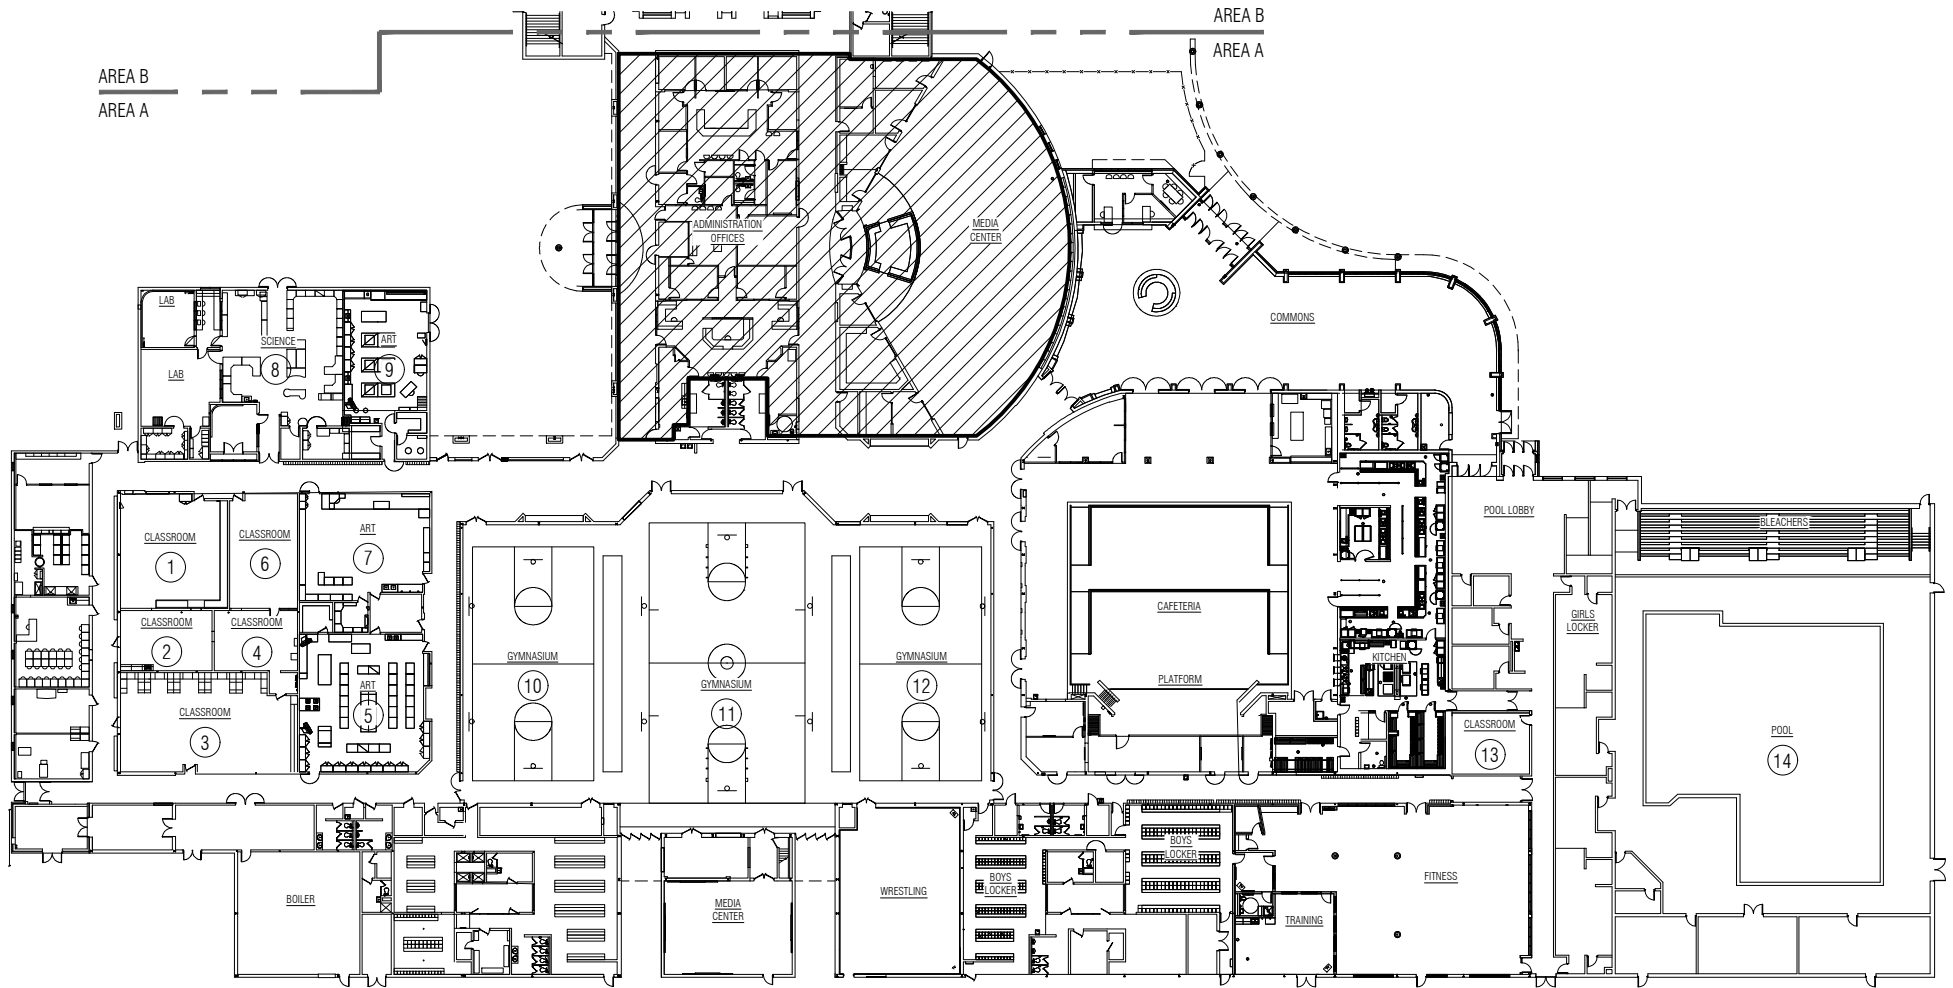 AREA B
AREA A
AREA B
AREA A
ADMINISTRATION
OFFICES
MEDIA
CENTER
LAB
SCIENCE
8
ART
9
LAB
COMMONS
CLASSROOM
1
CLASSROOM
6
ART
7
POOL LOBBY
BLEACHERS
CLASSROOM
2
CLASSROOM
4
CAFETERIA
GIRLS
LOCKER
GYMNASIUM
10
GYMNASIUM
11
GYMNASIUM
12
KITCHEN
PLATFORM
ART
5
CLASSROOM
3
CLASSROOM
13
POOL
14
BOILER
MEDIA
CENTER
WRESTLING
BOYS
LOCKER
BOYS
LOCKER
FITNESS
TRAINING